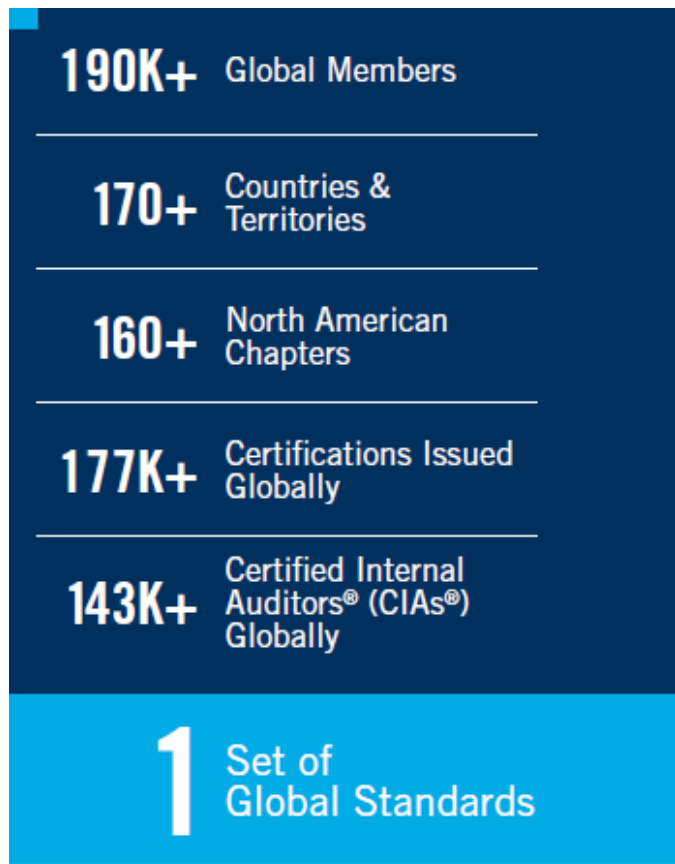 190K+ Global Members
170+ Countries &
Territories
160+ North American
Chapters
177K+ Certifications Issued
Globally
143K+ Certified Internal
Auditors® (CIAs®)
Globally
1 Set of
Global Standards